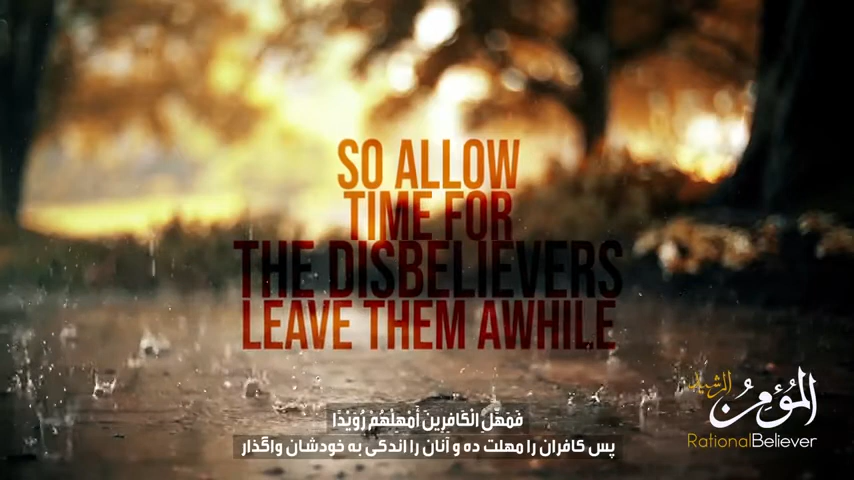 SO ALLOW
TIME FOR
THE DISBELIEVERS
LEAVE THEM AWHILE
فَمَهِّلِ الْكَافِرِينَ أَمْهِلْهُمْ رُوَيْدًا
پس کافران را مهلت ده و آنان را اندکی به خودشان واگذار
المؤمن الرشيد
RationalBeliever